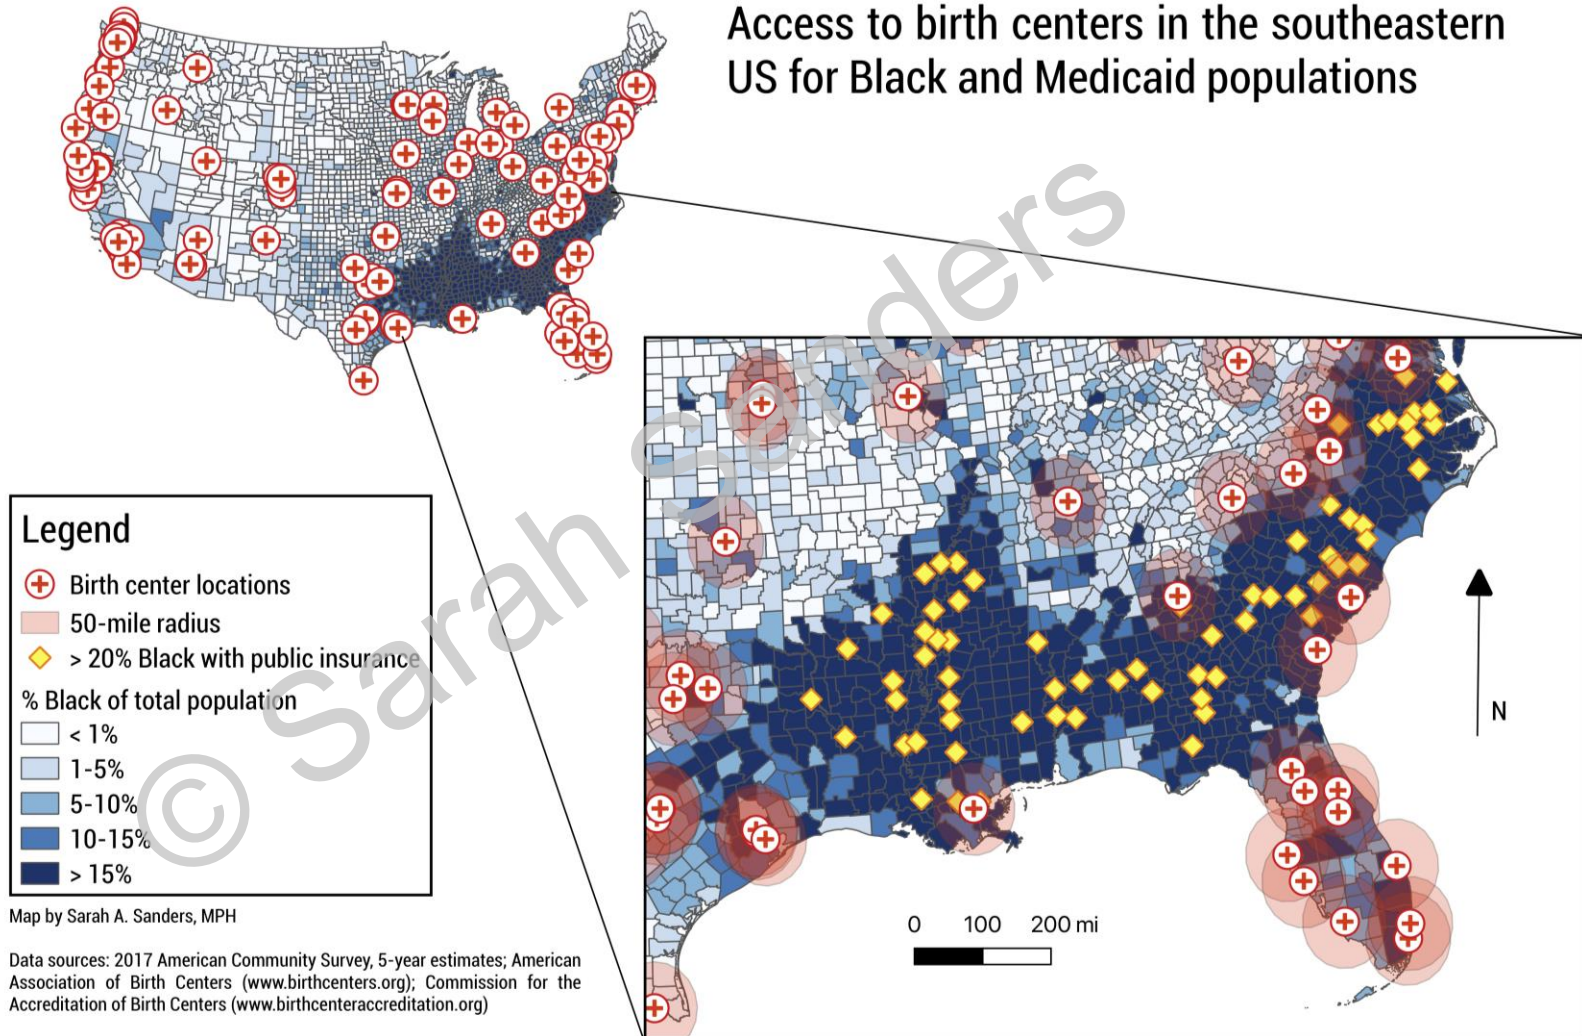 Access to birth centers in the southeastern
US for Black and Medicaid populations
Legend
Birth center locations
50-mile radius
> 20% Black with public insurance
% Black of total population
< 1%
1-5%
5-10%
10-15%
> 15%
Map by Sarah A. Sanders, MPH
Data sources: 2017 American Community Survey, 5-year estimates; American
Association of Birth Centers (www.birthcenters.org); Commission for the
Accreditation of Birth Centers (www.birthcenteraccreditation.org)
N
0 100 200 mi
© Sarah Sanders